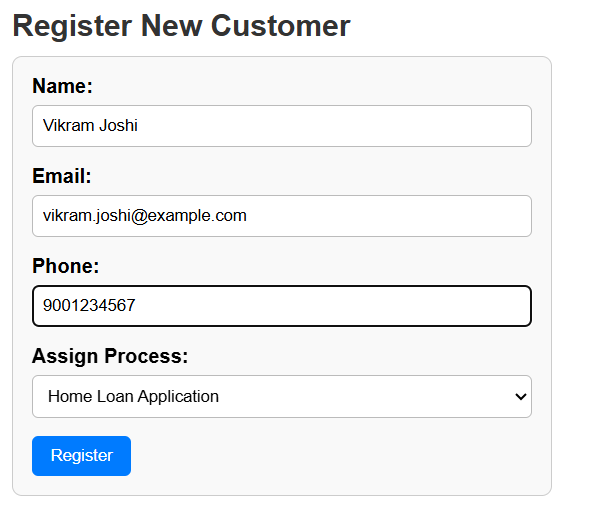 Register New Customer
Name:
Vikram Joshi
Email:
vikram.joshi@example.com
Phone:
9001234567
Assign Process:
Home Loan Application
Register